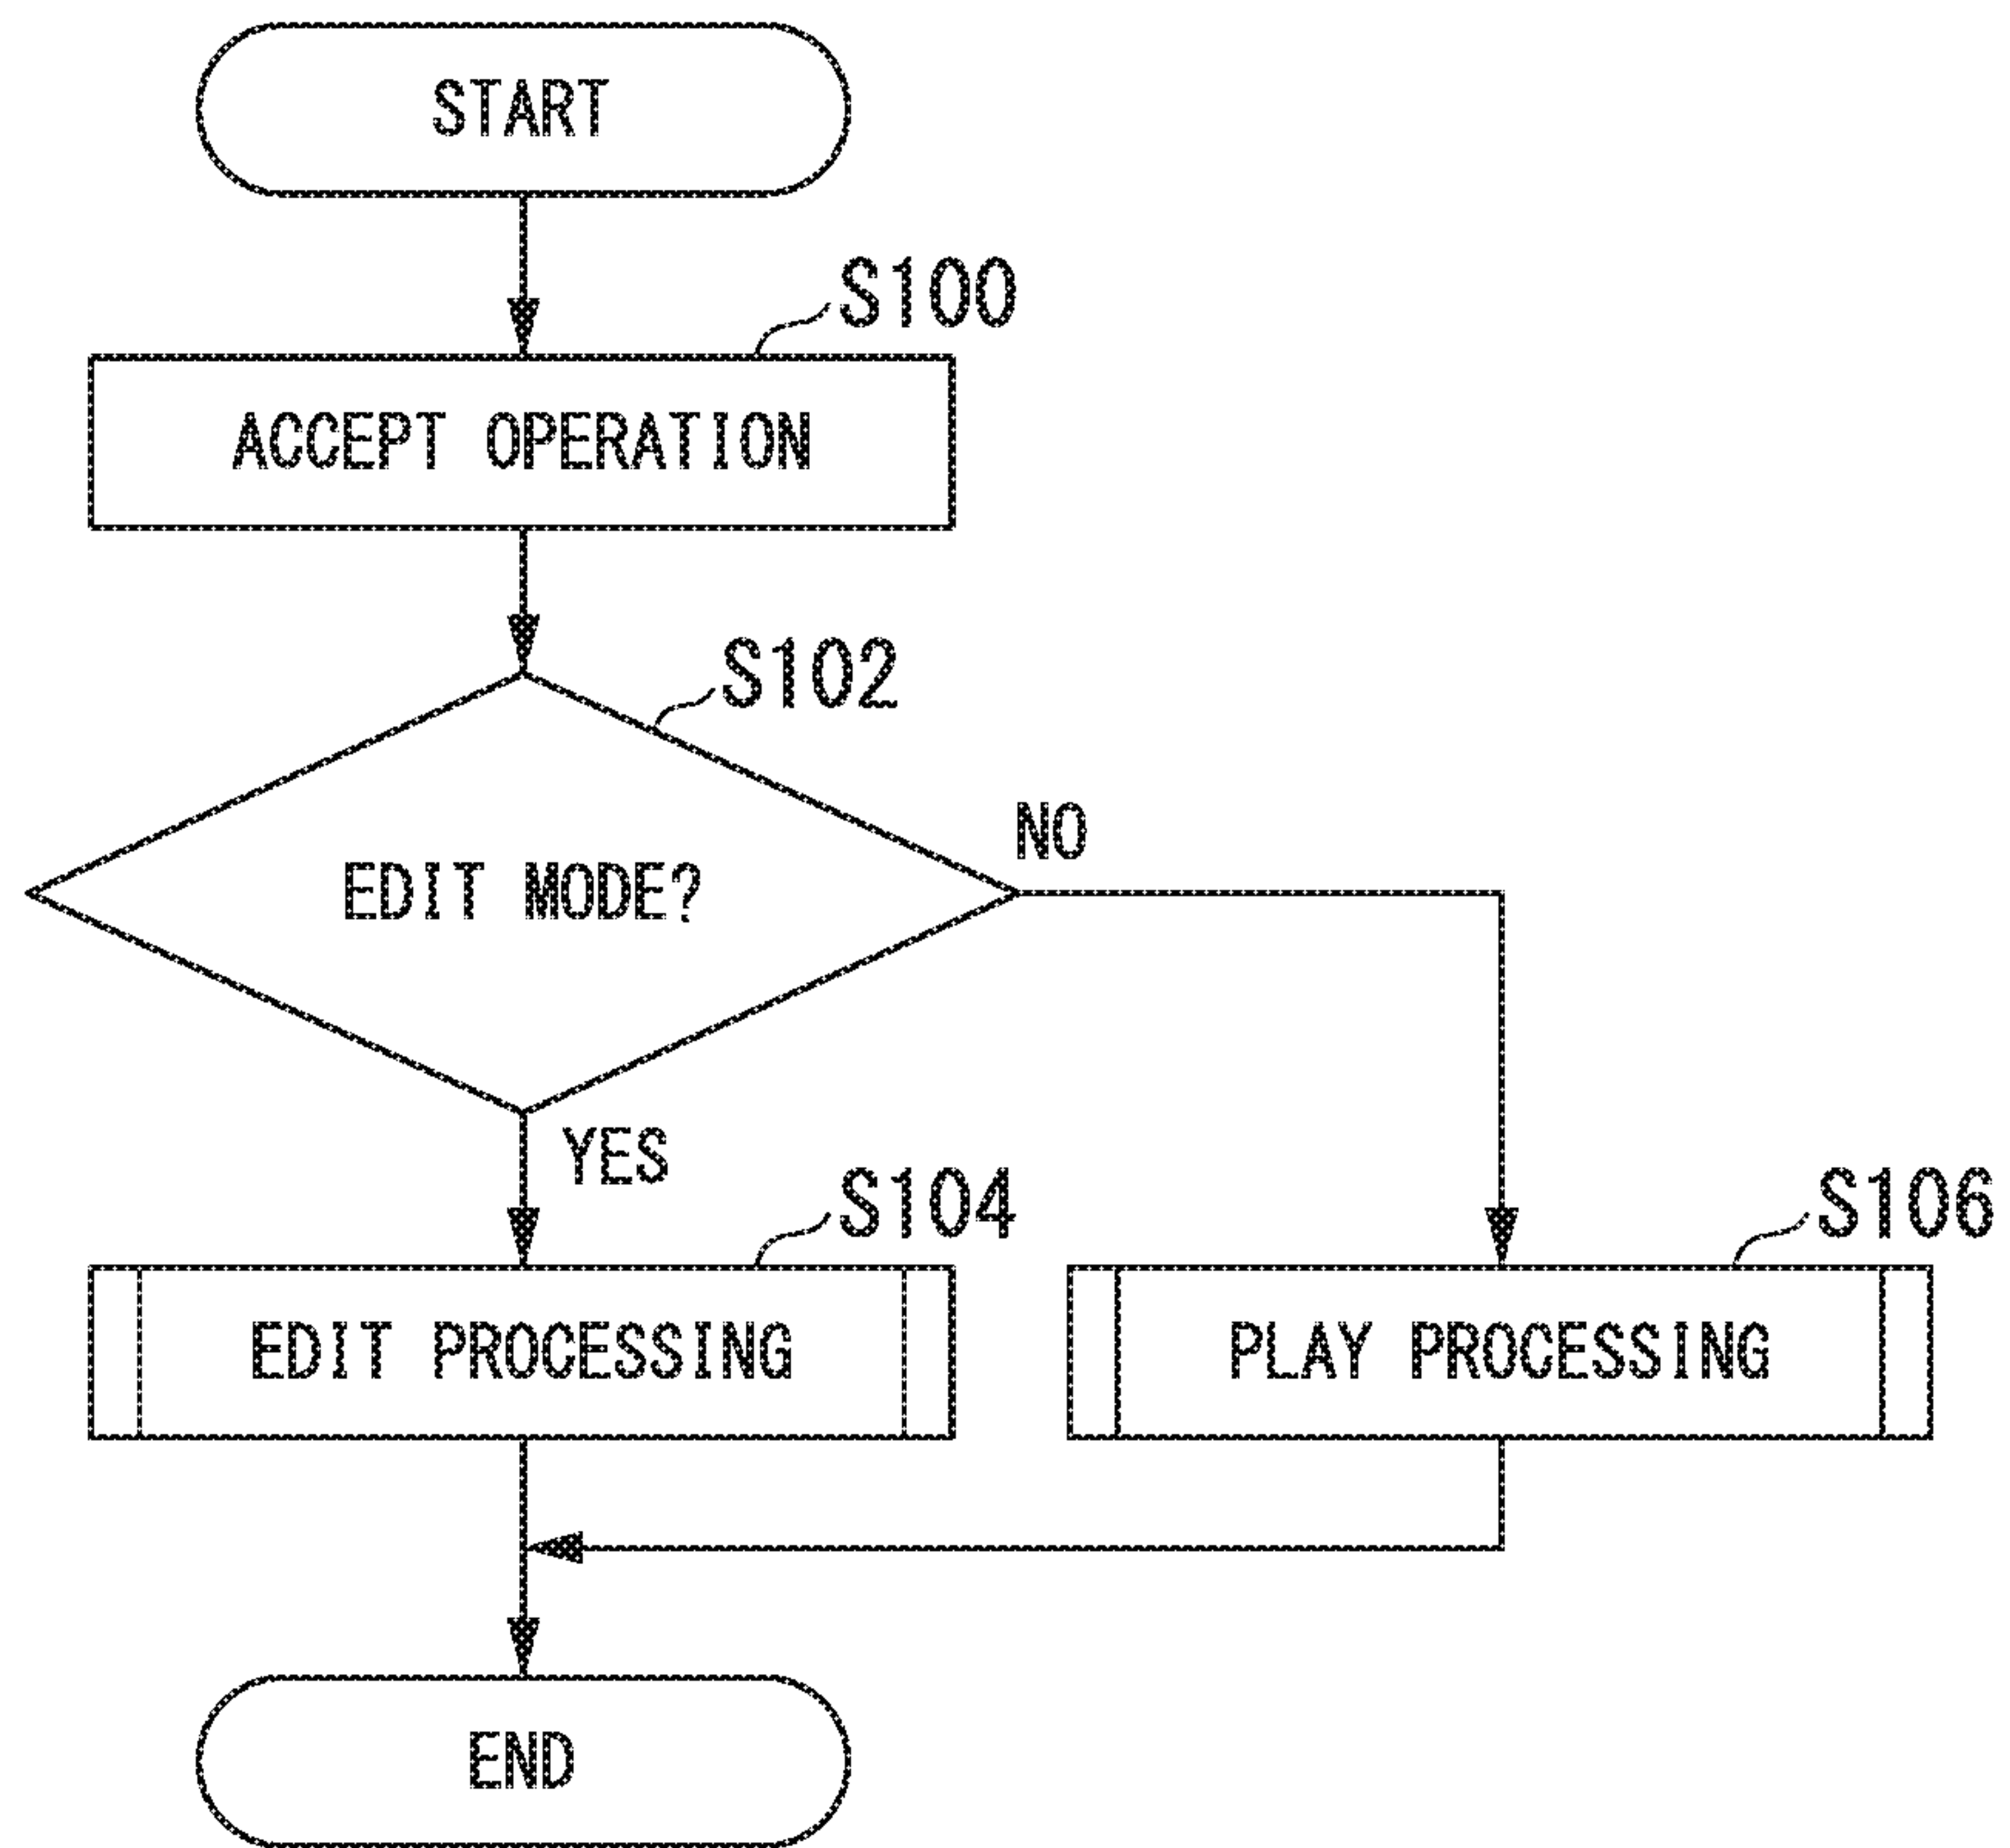 START
S100
ACCEPT OPERATION
S102
EDIT MODE?
NO
YES
S104
EDIT PROCESSING
S106
PLAY PROCESSING
END